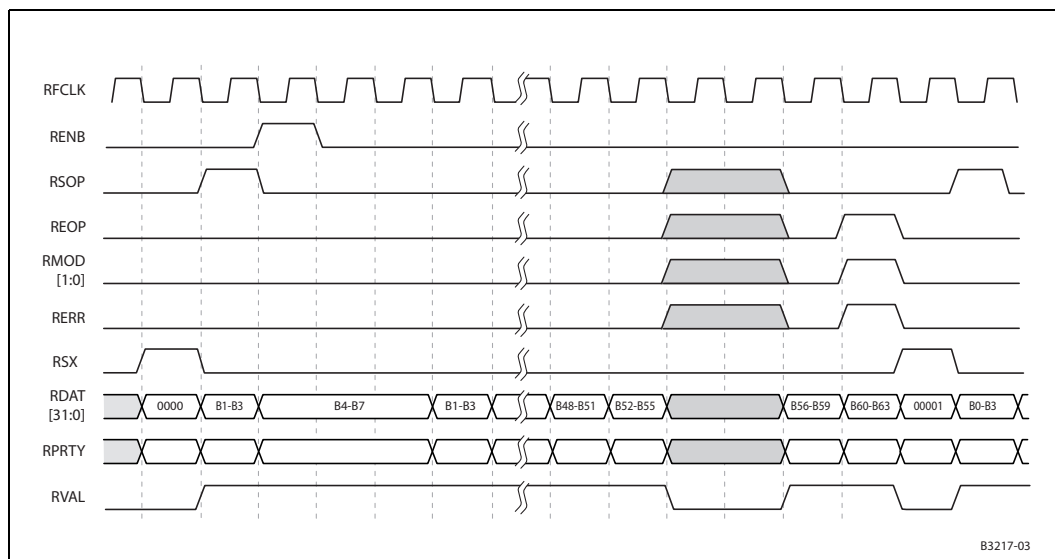 RFCLK
RENB
RSOP
REOP
RMOD
[1:0]
RERR
RSX
RDAT
[31:0]
0000 B1-B3 B4-B7 B1-B3 B48-B51 B52-B55 B56-B59 B60-B63 00001 B0-B3
RPRTY
RVAL
B3217-03